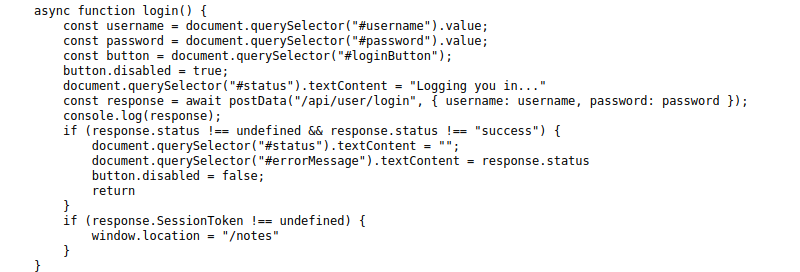 async function login() {
    const username = document.querySelector("#username").value;
    const password = document.querySelector("#password").value;
    const button = document.querySelector("#loginButton");
    button.disabled = true;
    document.querySelector("#status").textContent = "Logging you in..."
    const response = await postData("/api/user/login", { username: username, password: password });
    console.log(response);
    if (response.status !== undefined && response.status !== "success") {
        document.querySelector("#status").textContent = "";
        document.querySelector("#errorMessage").textContent = response.status
        button.disabled = false;
        return
    }
    if (response.SessionToken !== undefined) {
        window.location = "/notes"
    }
}